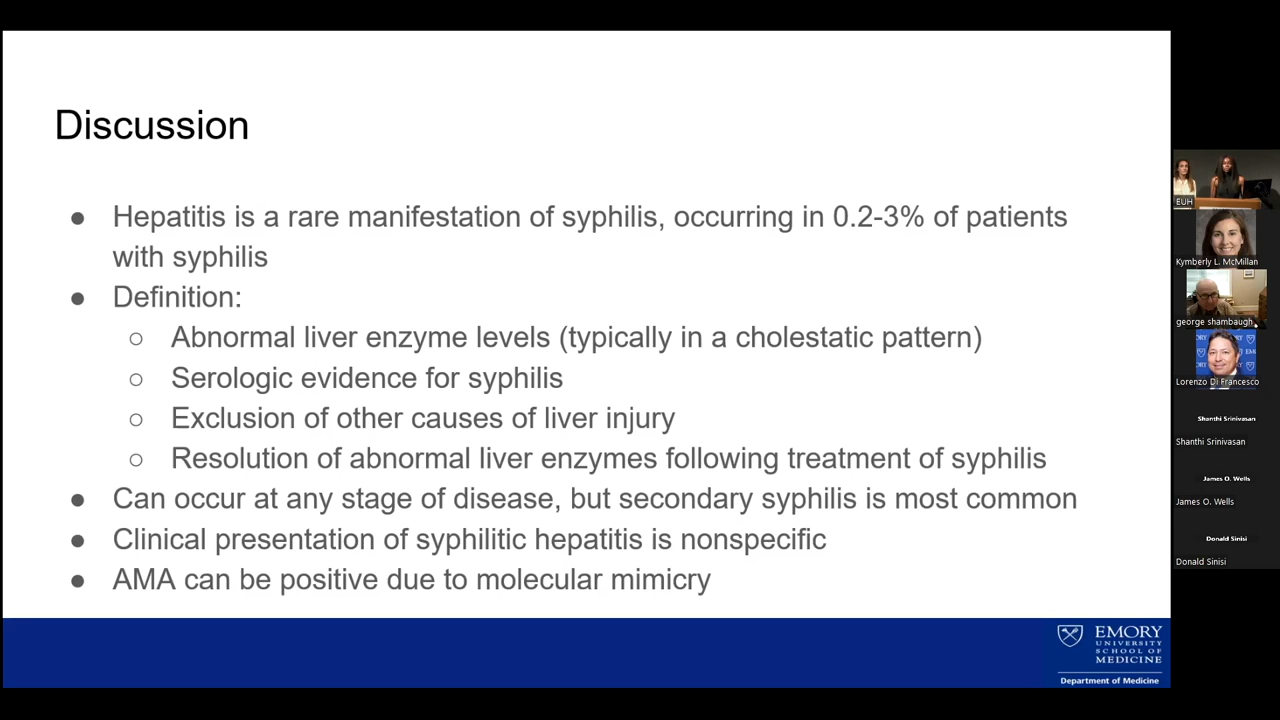 Discussion
● Hepatitis is a rare manifestation of syphilis, occurring in 0.2-3% of patients
with syphilis
● Definition:
○ Abnormal liver enzyme levels (typically in a cholestatic pattern)
○ Serologic evidence for syphilis
○ Exclusion of other causes of liver injury
○ Resolution of abnormal liver enzymes following treatment of syphilis
● Can occur at any stage of disease, but secondary syphilis is most common
● Clinical presentation of syphilitic hepatitis is nonspecific
● AMA can be positive due to molecular mimicry
EMORY
UNIVERSITY
SCHOOL OF
MEDICINE
Department of Medicine
EUH
Kymberly L. McMillan
george shambaugh
EMORY
Lorenzo Di Francesco
Shanthi Srinivasan
Shanthi Srinivasan
James O. Wells
James O. Wells
Donald Sinisi
Donald Sinisi